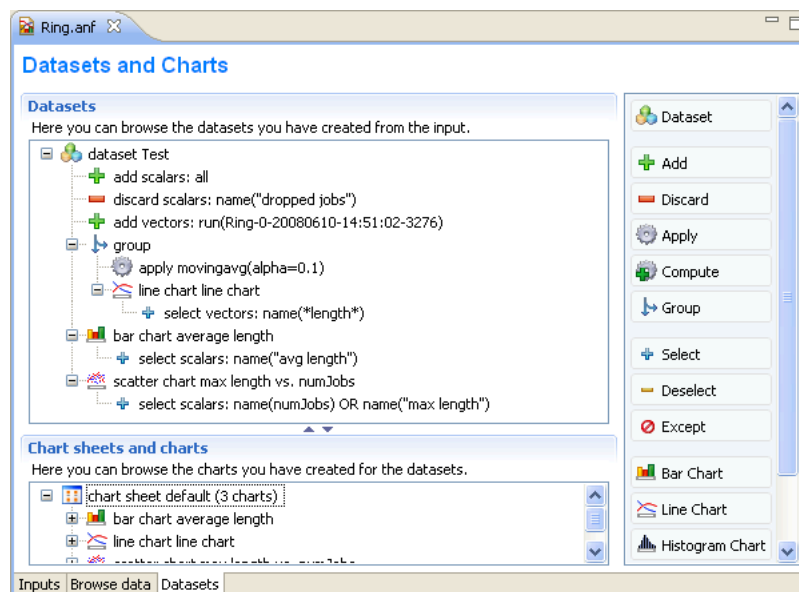 Ring.anf
Datasets and Charts
Datasets
Here you can browse the datasets you have created from the input.
dataset Test
add scalars: all
discard scalars: name("dropped jobs")
add vectors: run(Ring-0-20080610-14:51:02-3276)
group
apply movingavg(alpha=0.1)
line chart line chart
select vectors: name(*length*)
bar chart average length
select scalars: name("avg length")
scatter chart max length vs. numJobs
select scalars: name(numJobs) OR name("max length")
Chart sheets and charts
Here you can browse the charts you have created for the datasets.
chart sheet default (3 charts)
bar chart average length
line chart line chart
scatter chart max length vs. numJobs
Dataset
Add
Discard
Apply
Compute
Group
Select
Deselect
Except
Bar Chart
Line Chart
Histogram Chart
Inputs Browse data Datasets